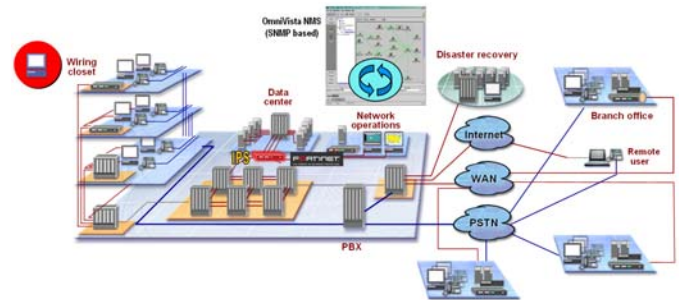 OmniVista NMS
(SNMP based)
Wiring
closet
Data
center
Network
operations
Disaster recovery
Branch office
IPS
FORTINET
Internet
Remote
user
WAN
PSTN
PBX